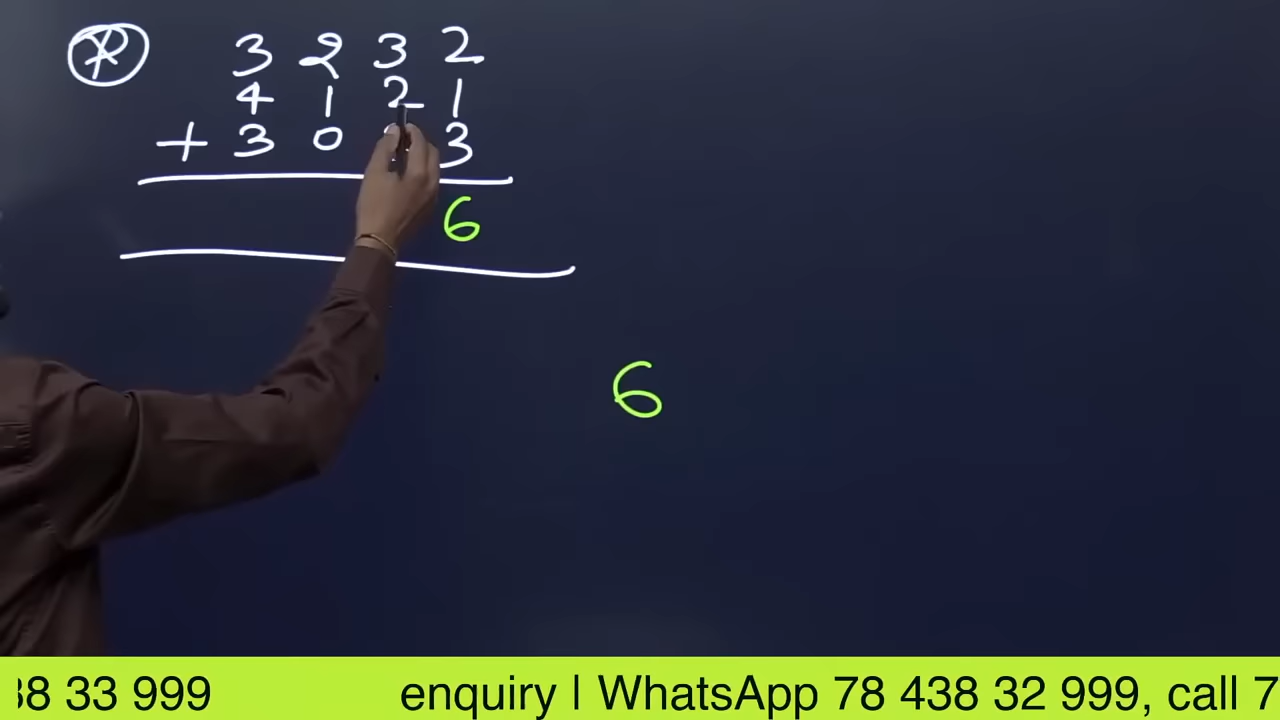 3 2 3 2
4 1 2 1
+ 3 0 3
6
6
38 33 999 enquiry | WhatsApp 78 438 32 999, call 7